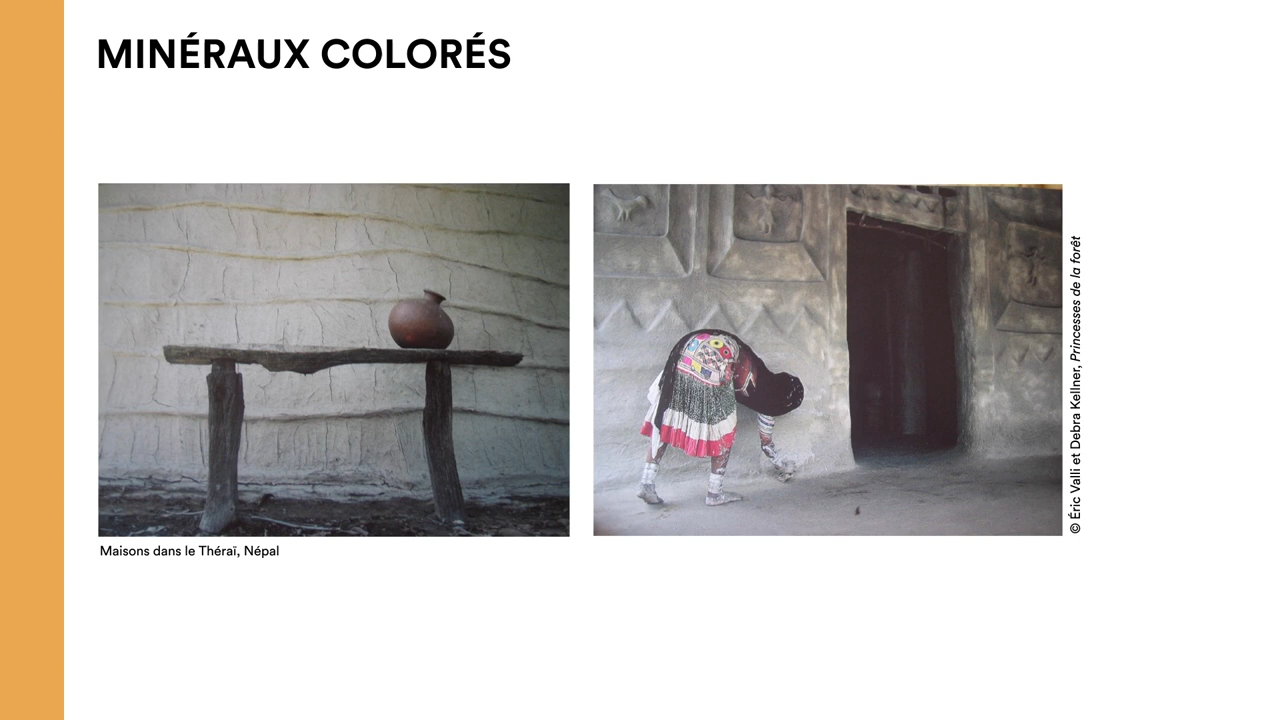 MINÉRAUX COLORÉS
Maisons dans le Théraï, Népal
© Éric Valli et Debra Kellner, Princesses de la forêt